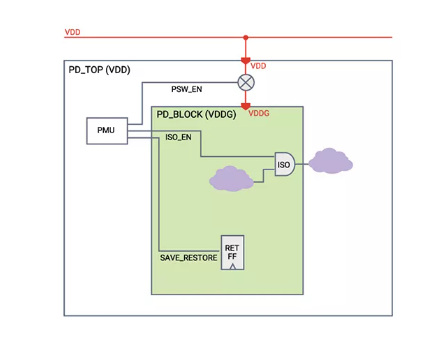 VDD
PD_TOP (VDD)
VDD
PSW_EN
PD_BLOCK (VDDG)
VDDG
PMU
ISO_EN
ISO
SAVE_RESTORE
RET
FF